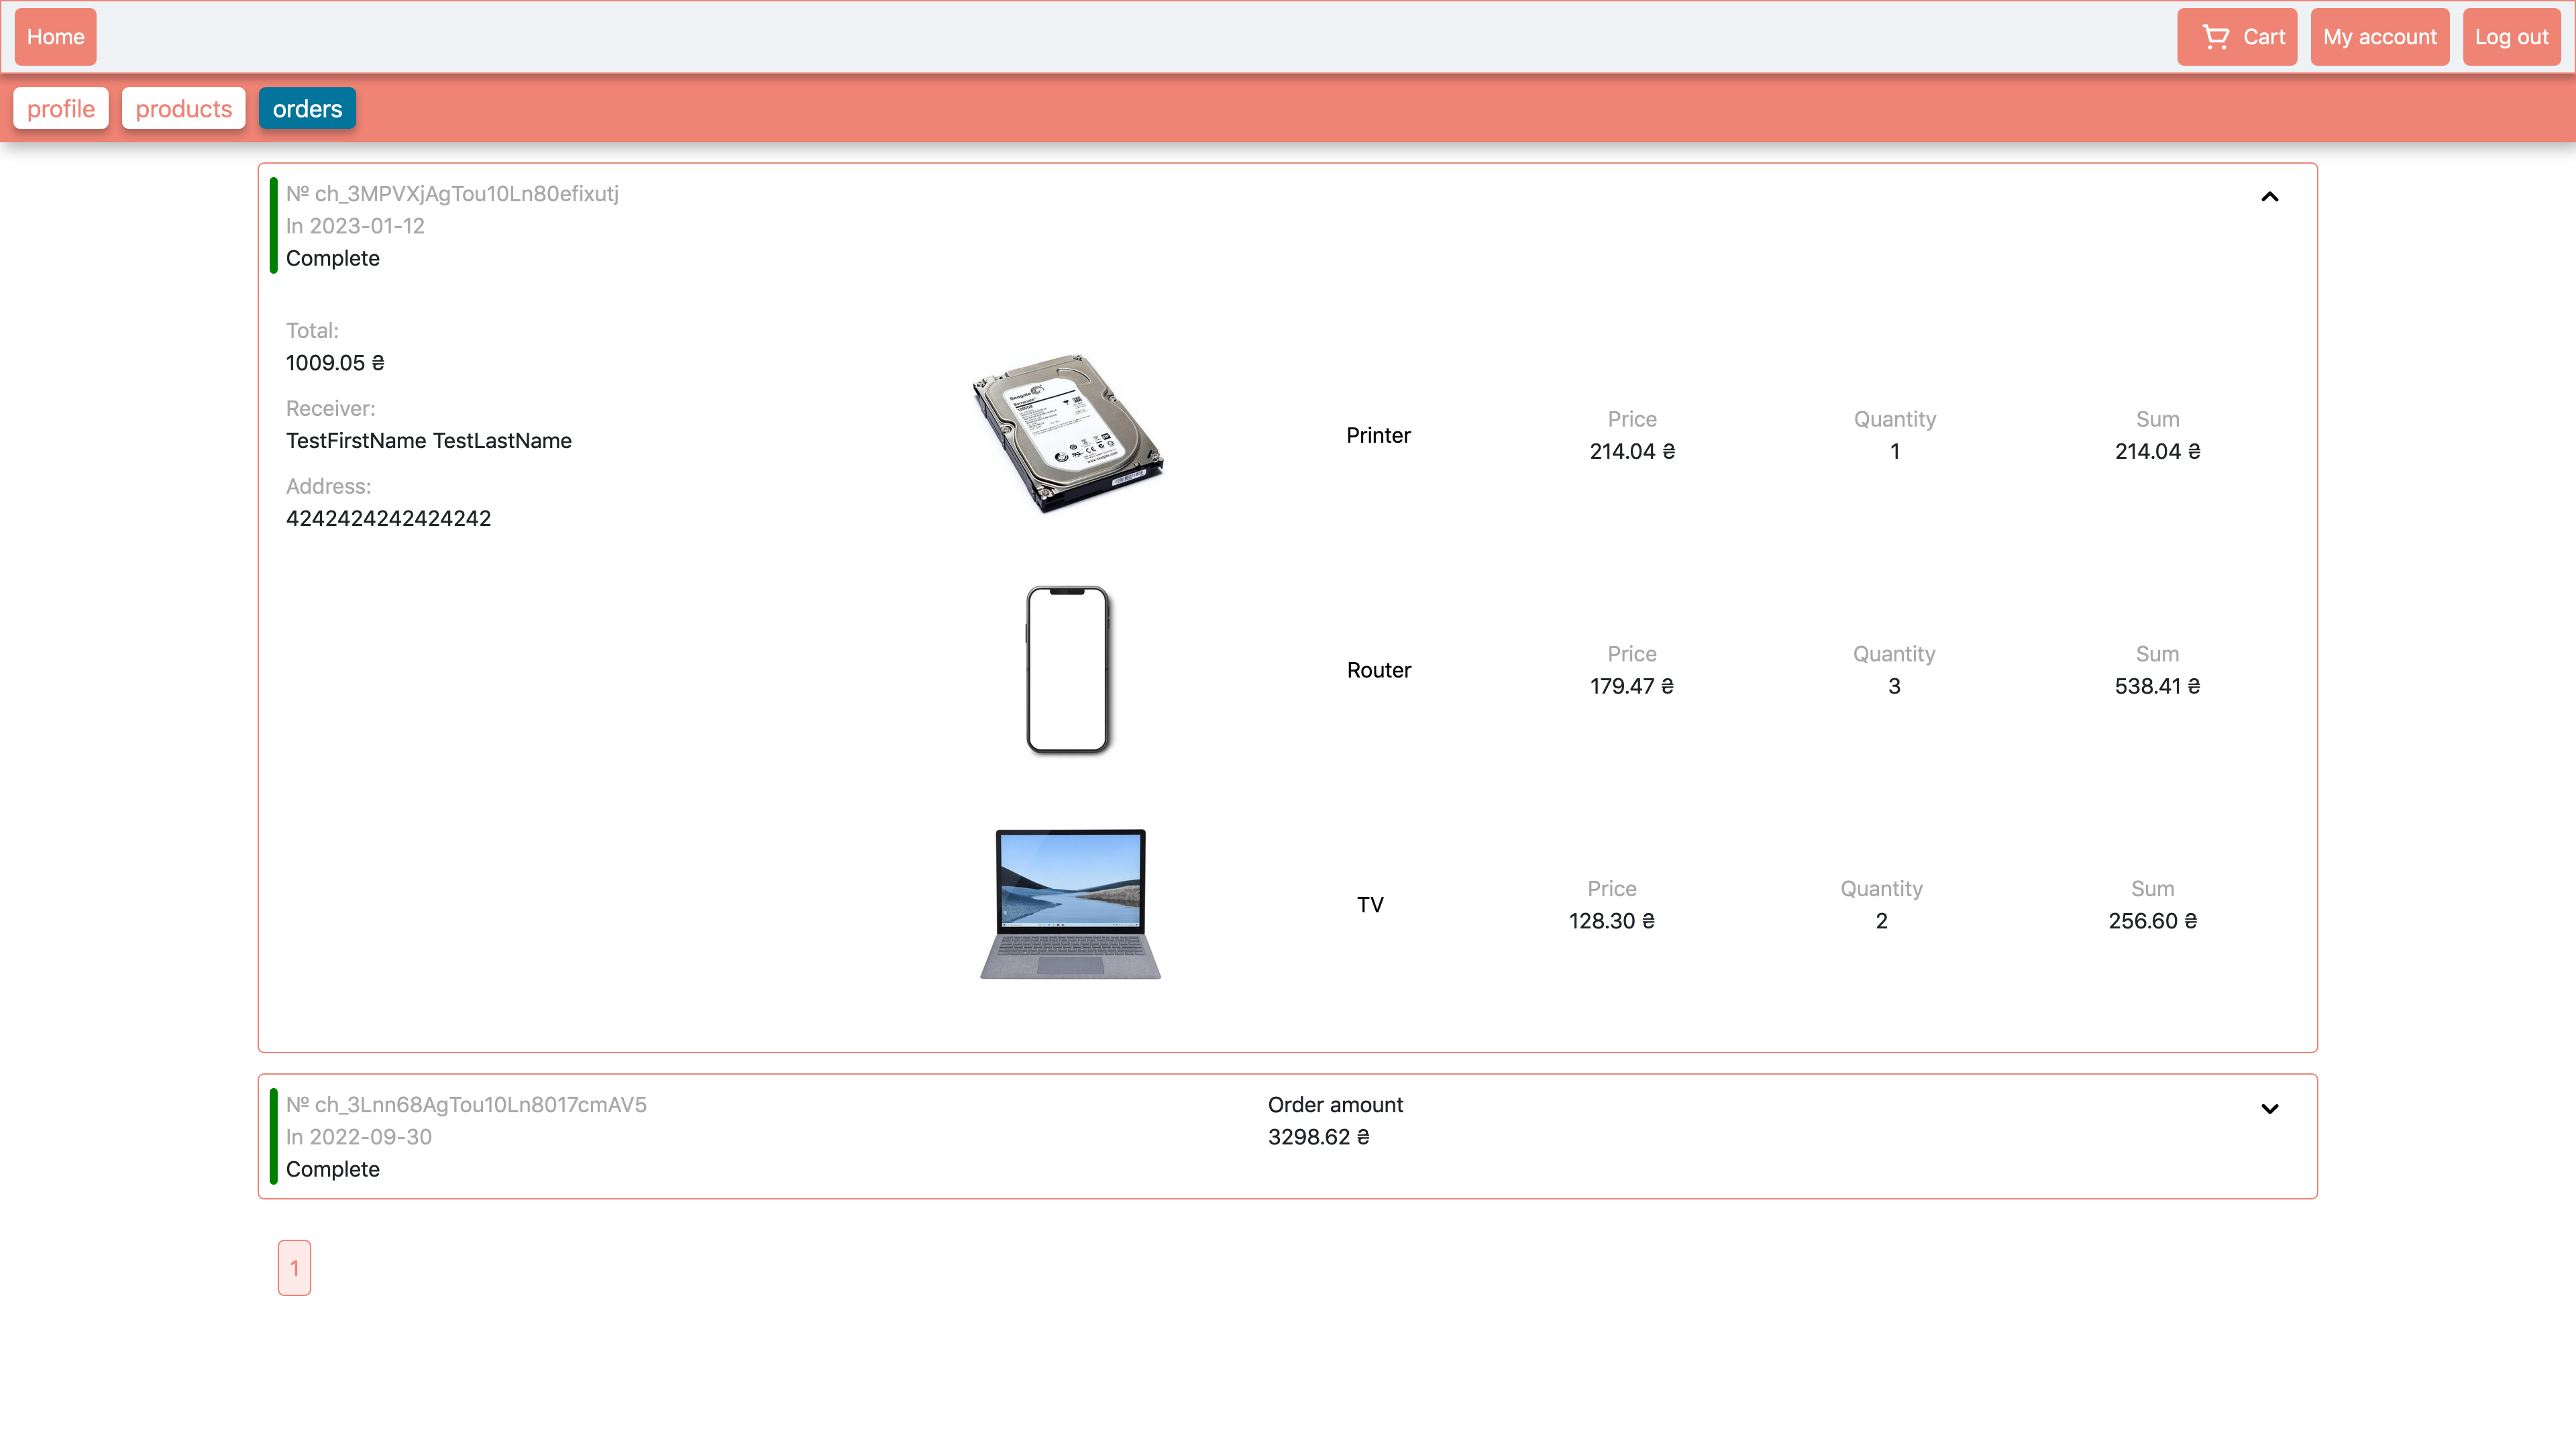 Home
Cart
My account
Log out
profile
products
orders
№ ch_3MPVXjAgTou10Ln80efixutj
In 2023-01-12
Complete
Total:
1009.05 ₴
Receiver:
TestFirstName TestLastName
Address:
4242424242424242
Seagate
Printer
Price
214.04 ₴
Quantity
1
Sum
214.04 ₴
Router
Price
179.47 ₴
Quantity
3
Sum
538.41 ₴
TV
Price
128.30 ₴
Quantity
2
Sum
256.60 ₴
№ ch_3Lnn68AgTou10Ln8017cmAV5
In 2022-09-30
Complete
Order amount
3298.62 ₴
1